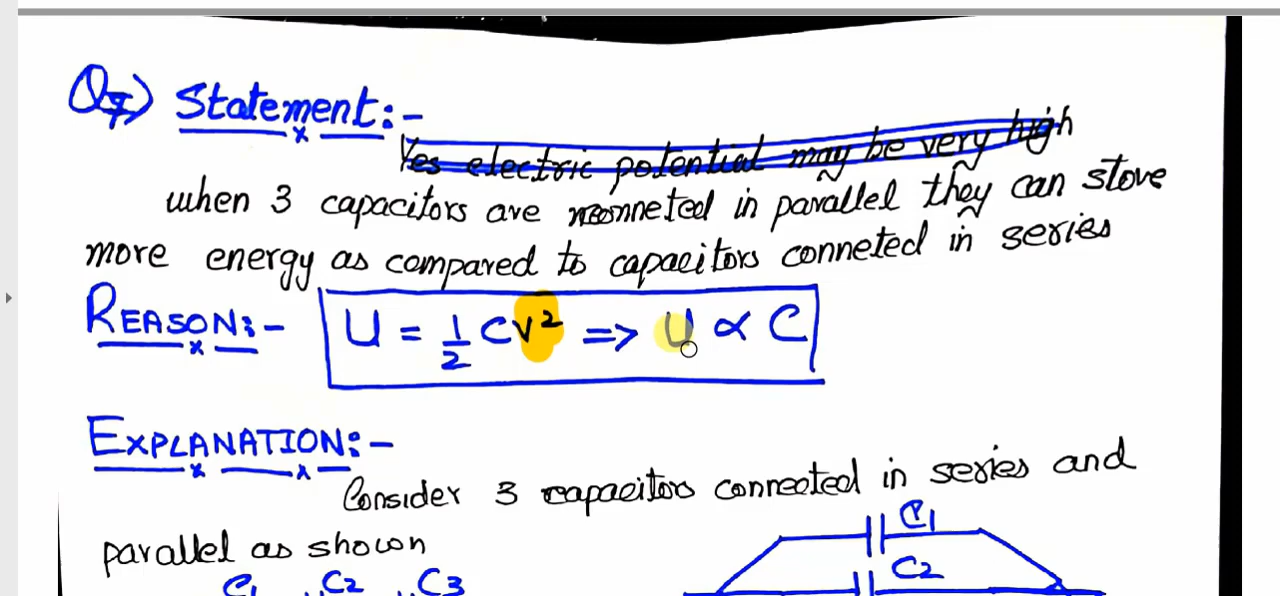 Q7) Statement:-
Yes electric potential may be very high
when 3 capacitors are conneted in parallel they can store
more energy as compared to capacitors conneted in series
REASON:- U = 1/2 CV² => U ∝ C
EXPLANATION:-
Consider 3 capacitors connected in series and
parallel as shown
C1
C2
C1 C2 C3